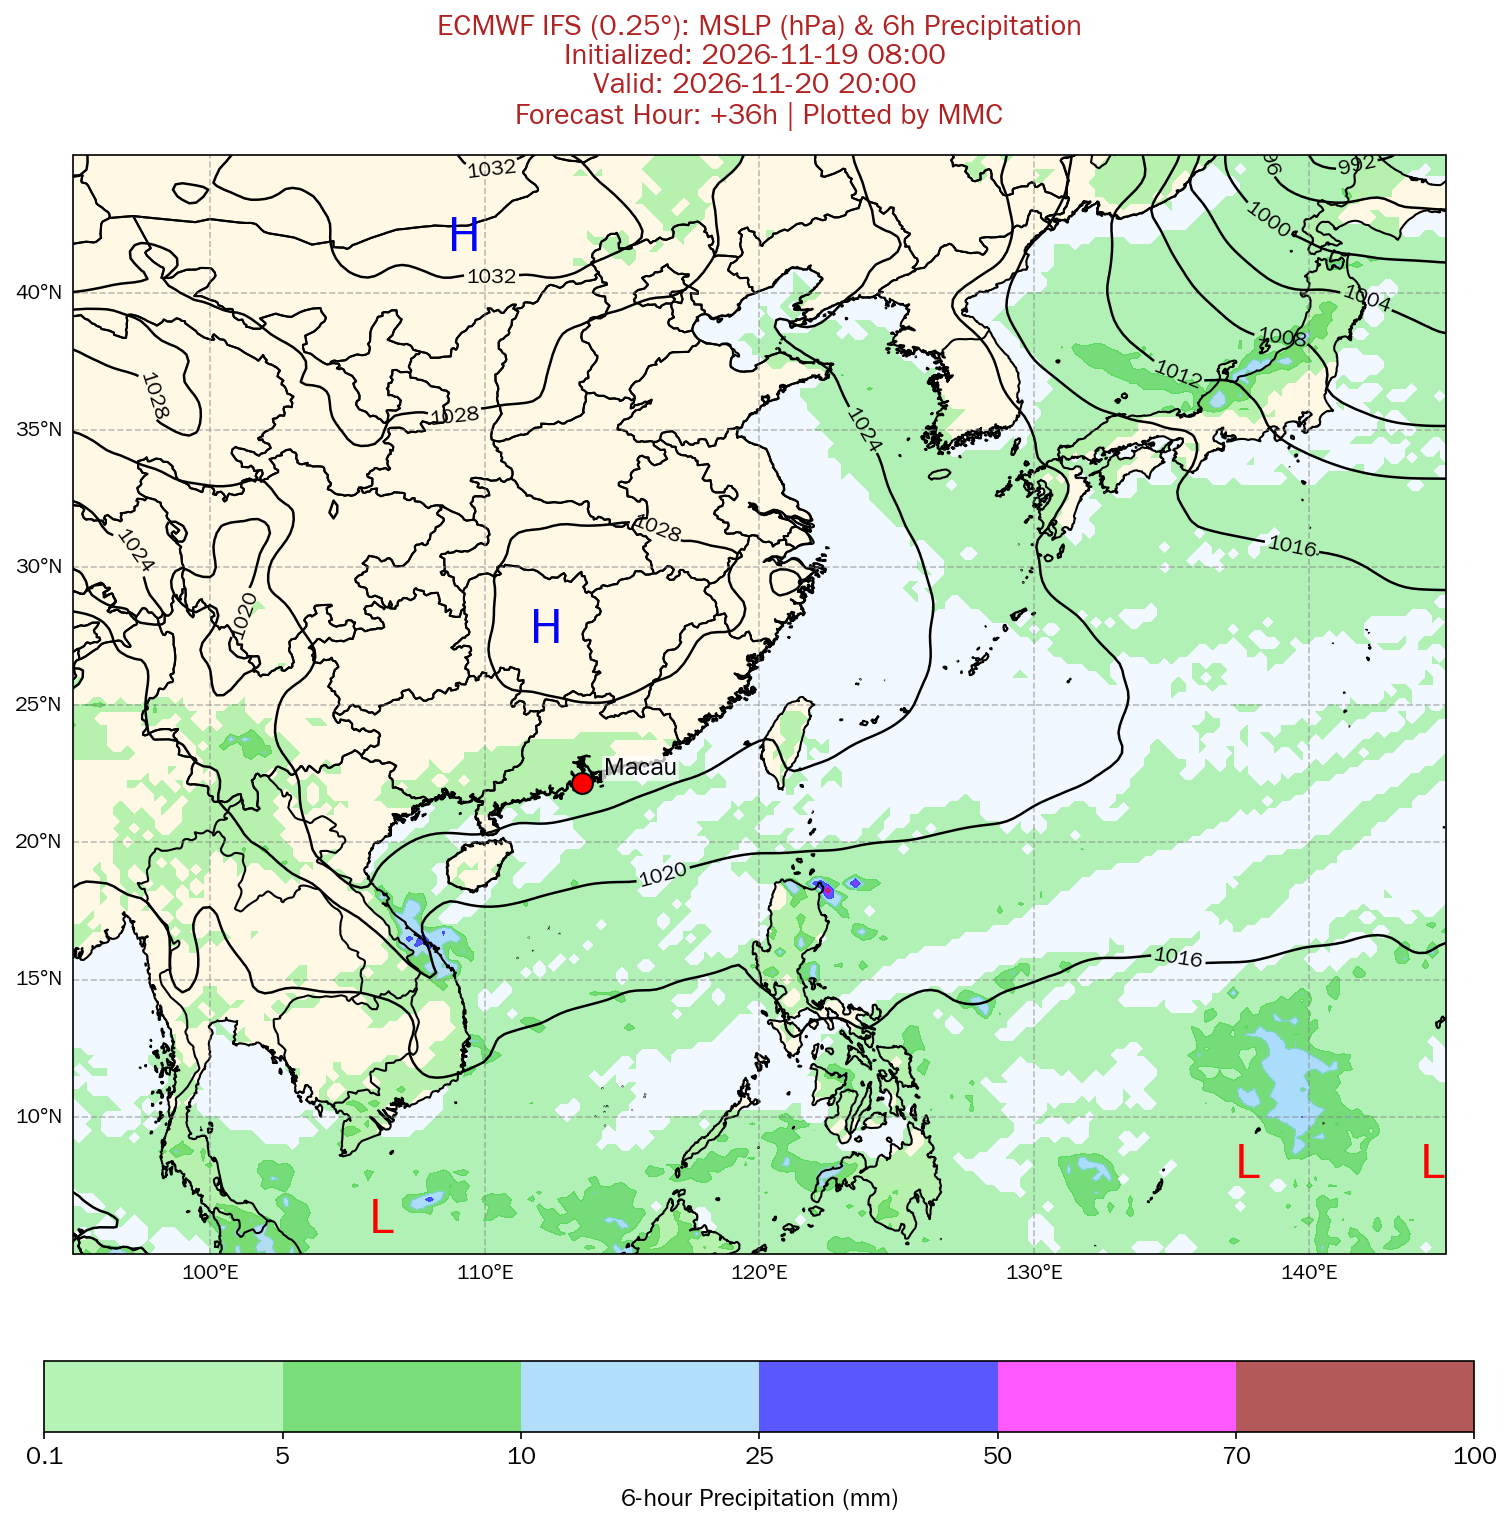 ECMWF IFS (0.25°): MSLP (hPa) & 6h Precipitation
Initialized: 2026-11-19 08:00
Valid: 2026-11-20 20:00
Forecast Hour: +36h | Plotted by MMC
1032
96
992
1000
H
1032
40°N
1004
1008
1012
1028
1028
1024
35°N
1028
1024
1016
30°N
1020
H
25°N
Macau
20°N
1020
1016
15°N
10°N
L
L
L
100°E
110°E
120°E
130°E
140°E
0.1
5
10
25
50
70
100
6-hour Precipitation (mm)